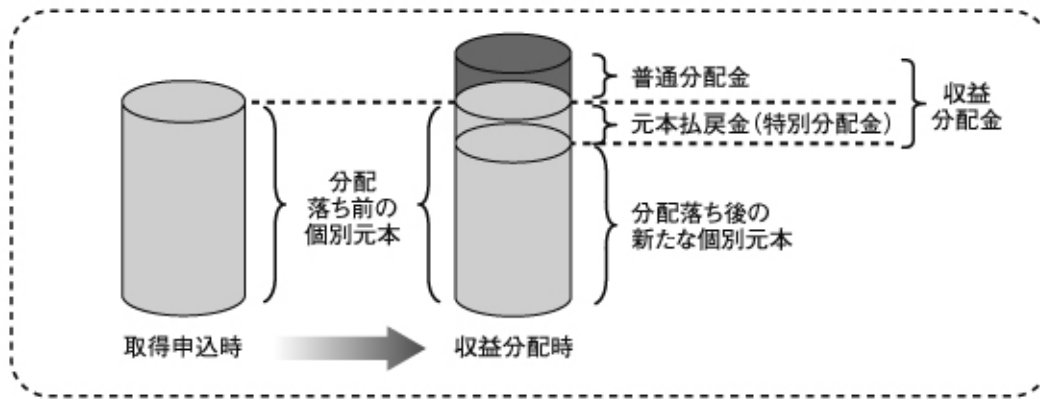 普通分配金
元本払戻金(特別分配金)
収益
分配金
分配
落ち前の
個別元本
分配落ち後の
新たな個別元本
取得申込時
収益分配時